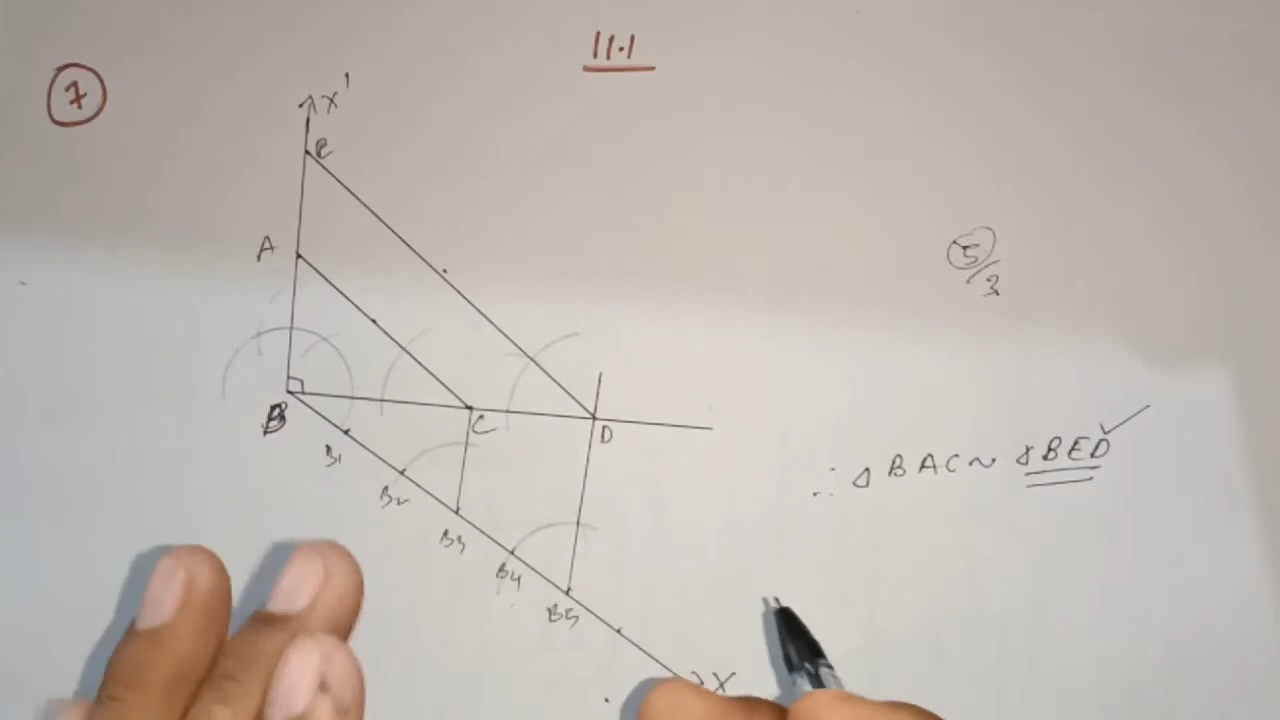 11.1
7
X'
E
A
5/3
B
C
D
B1
B2
B3
B4
B5
X
∴ △ BAC ~ △ BED ✓